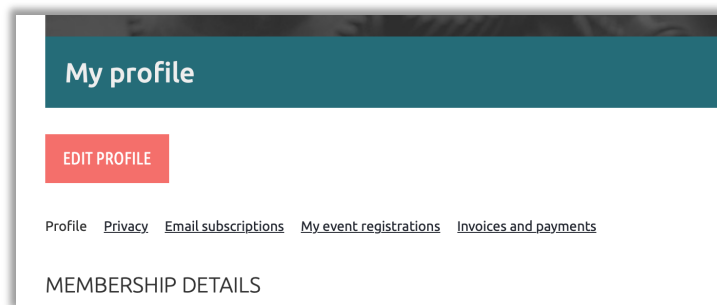 My profile
EDIT PROFILE
Profile Privacy Email subscriptions My event registrations Invoices and payments
MEMBERSHIP DETAILS